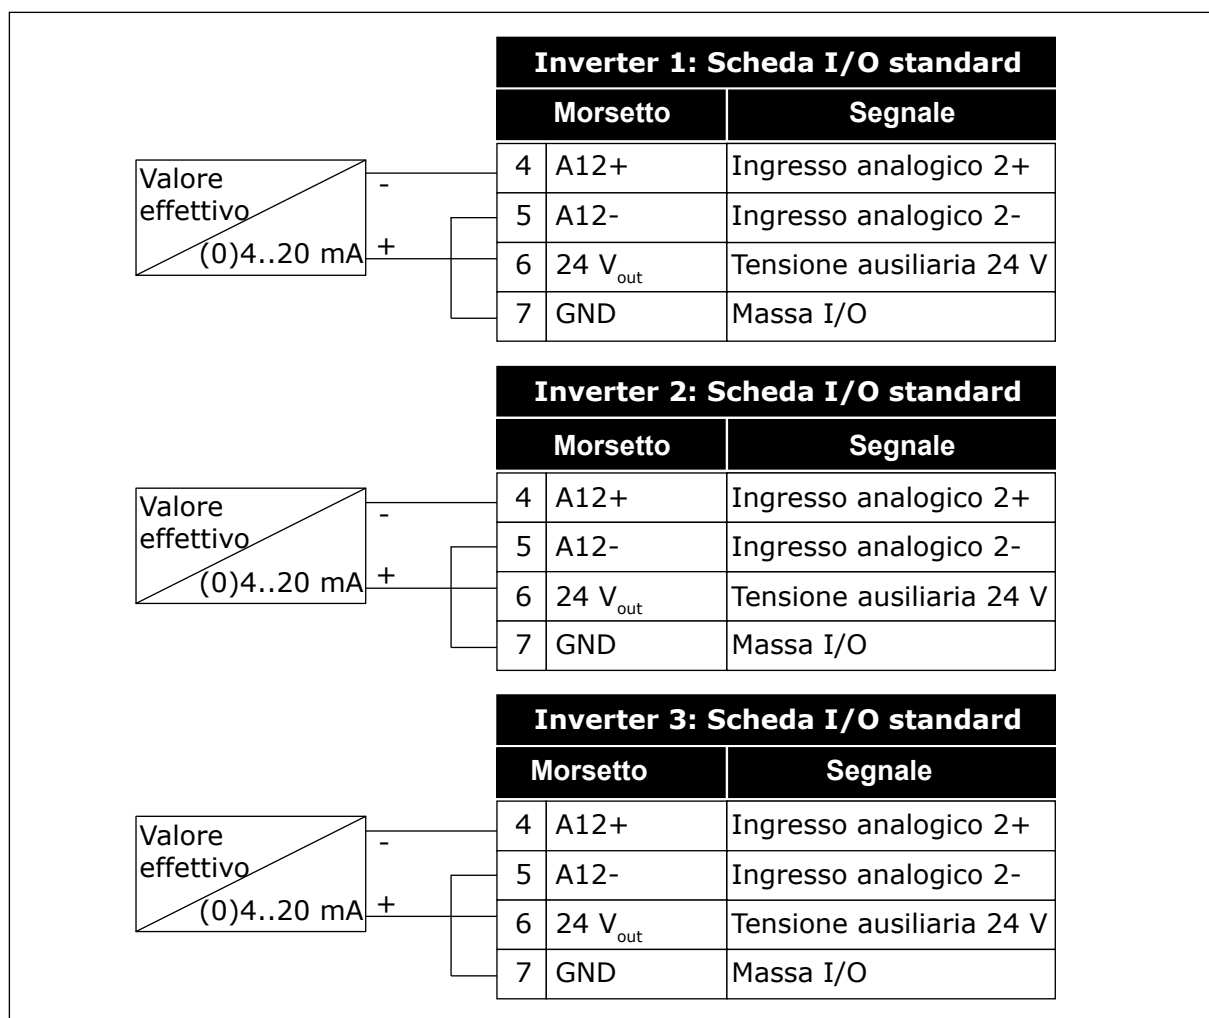 Inverter 1: Scheda I/O standard
Morsetto Segnale
Valore effettivo
(0)4..20 mA
-
+
4 A12+ Ingresso analogico 2+
5 A12- Ingresso analogico 2-
6 24 Vout Tensione ausiliaria 24 V
7 GND Massa I/O
Inverter 2: Scheda I/O standard
Morsetto Segnale
Valore effettivo
(0)4..20 mA
-
+
4 A12+ Ingresso analogico 2+
5 A12- Ingresso analogico 2-
6 24 Vout Tensione ausiliaria 24 V
7 GND Massa I/O
Inverter 3: Scheda I/O standard
Morsetto Segnale
Valore effettivo
(0)4..20 mA
-
+
4 A12+ Ingresso analogico 2+
5 A12- Ingresso analogico 2-
6 24 Vout Tensione ausiliaria 24 V
7 GND Massa I/O